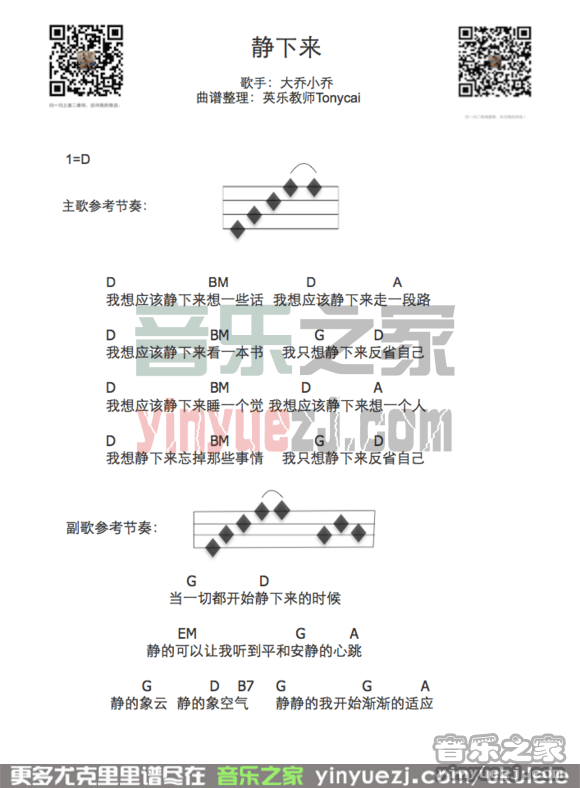 静下来
歌手：大乔小乔
曲谱整理：英乐教师Tonycai
1=D
主歌参考节奏：
D BM D A
我想应该静下来想一些话 我想应该静下来走一段路
D BM G D
我想应该静下来看一本书 我只想静下来反省自己
D BM D A
我想应该静下来睡一个觉 我想应该静下来想一个人
D BM G D
我想静下来忘掉那些事情 我只想静下来反省自己
音乐之家
yinyuezj.com
副歌参考节奏：
G D
当一切都开始静下来的时候
EM G A
静的可以让我听到平和安静的心跳
G D B7 G G A
静的象云 静的象空气 静静的我开始渐渐的适应
音乐之家
yinyuezj.com
更多尤克里里谱尽在 音乐之家 yinyuezj.com ukulele